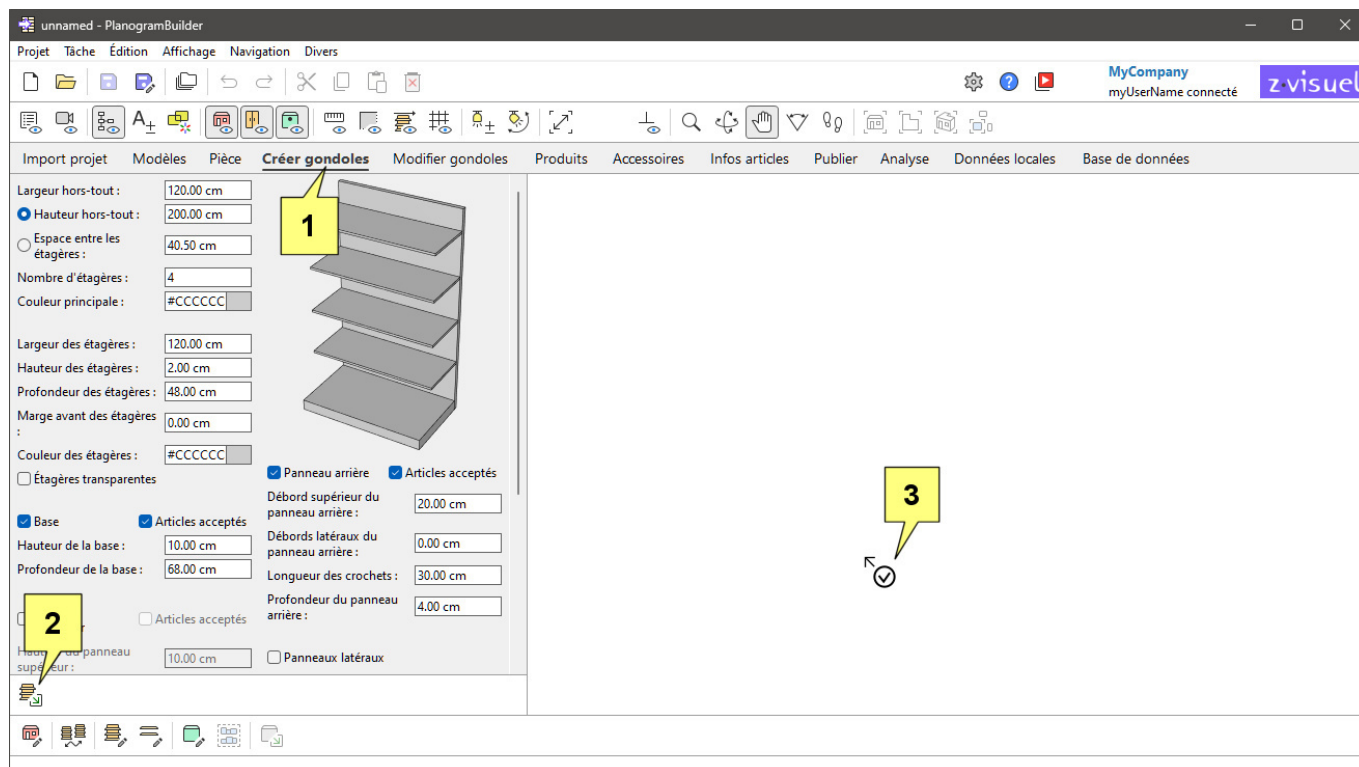 unnamed - PlanogramBuilder
Projet Tâche Édition Affichage Navigation Divers
MyCompany
myUserName connecté
z·visuel
Import projet Modèles Pièce Créer gondoles Modifier gondoles Produits Accessoires Infos articles Publier Analyse Données locales Base de données
1
Largeur hors-tout : 120.00 cm
Hauteur hors-tout : 200.00 cm
Espace entre les
étagères : 40.50 cm
Nombre d'étagères : 4
Couleur principale : #CCCCCC
Largeur des étagères : 120.00 cm
Hauteur des étagères : 2.00 cm
Profondeur des étagères : 48.00 cm
Marge avant des étagères
: 0.00 cm
Couleur des étagères : #CCCCCC
Étagères transparentes
Base Articles acceptés
Hauteur de la base : 10.00 cm
Profondeur de la base : 68.00 cm
2
Articles acceptés
panneau
: 10.00 cm
Panneau arrière Articles acceptés
Débord supérieur du
panneau arrière : 20.00 cm
Débords latéraux du
panneau arrière : 0.00 cm
Longueur des crochets : 30.00 cm
Profondeur du panneau
arrière : 4.00 cm
Panneaux latéraux
3